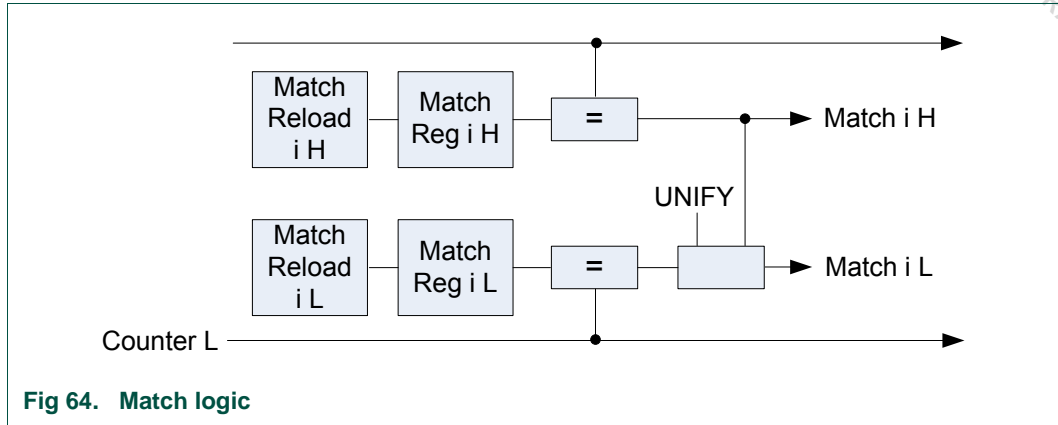 Match
Reload
i H
Match
Reg i H
=
Match i H
UNIFY
Match
Reload
i L
Match
Reg i L
=
Match i L
Counter L
Fig 64. Match logic